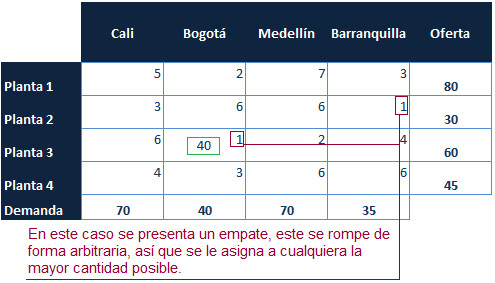 Cali Bogotá Medellín Barranquilla Oferta
Planta 1 5 2 7 3 80
Planta 2 3 6 6 1 30
Planta 3 6 40 1 2 4 60
Planta 4 4 3 6 6 45
Demanda 70 40 70 35
En este caso se presenta un empate, este se rompe de
forma arbitraria, así que se le asigna a cualquiera la
mayor cantidad posible.